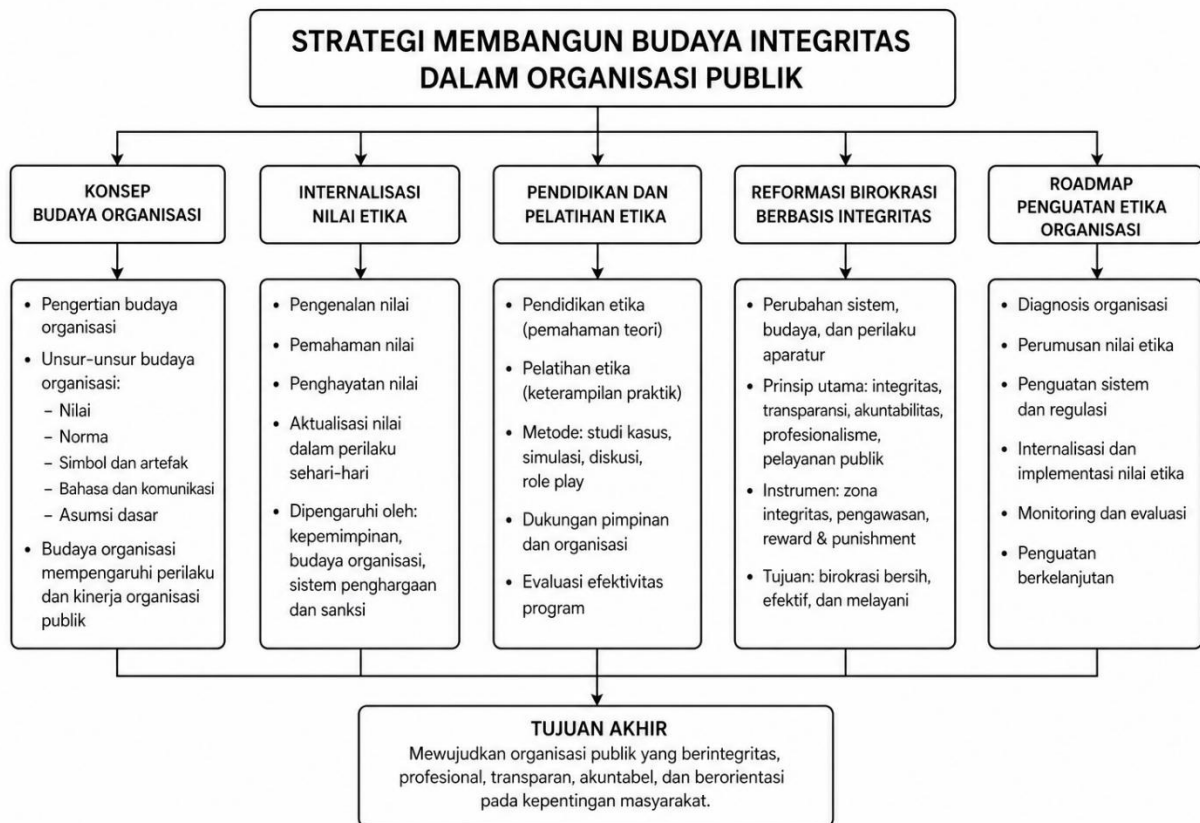 STRATEGI MEMBANGUN BUDAYA INTEGRITAS
DALAM ORGANISASI PUBLIK
KONSEP
BUDAYA ORGANISASI
• Pengertian budaya
organisasi
• Unsur-unsur budaya
organisasi:
– Nilai
– Norma
– Simbol dan artefak
– Bahasa dan komunikasi
– Asumsi dasar
• Budaya organisasi
mempengaruhi perilaku
dan kinerja organisasi
publik
INTERNALISASI
NILAI ETIKA
• Pengenalan nilai
• Pemahaman nilai
• Penghayatan nilai
• Aktualisasi nilai
dalam perilaku
sehari-hari
• Dipengaruhi oleh:
kepemimpinan,
budaya organisasi,
sistem penghargaan
dan sanksi
PENDIDIKAN DAN
PELATIHAN ETIKA
• Pendidikan etika
(pemahaman teori)
• Pelatihan etika
(keterampilan praktik)
• Metode: studi kasus,
simulasi, diskusi,
role play
• Dukungan pimpinan
dan organisasi
• Evaluasi efektivitas
program
REFORMASI BIROKRASI
BERBASIS INTEGRITAS
• Perubahan sistem,
budaya, dan perilaku
aparatur
• Prinsip utama: integritas,
transparansi, akuntabilitas,
profesionalisme,
pelayanan publik
• Instrumen: zona
integritas, pengawasan,
reward & punishment
• Tujuan: birokrasi bersih,
efektif, dan melayani
ROADMAP
PENGUATAN ETIKA
ORGANISASI
• Diagnosis organisasi
• Perumusan nilai etika
• Penguatan sistem
dan regulasi
• Internalisasi dan
implementasi nilai etika
• Monitoring dan evaluasi
• Penguatan
berkelanjutan
TUJUAN AKHIR
Mewujudkan organisasi publik yang berintegritas,
profesional, transparan, akuntabel, dan berorientasi
pada kepentingan masyarakat.